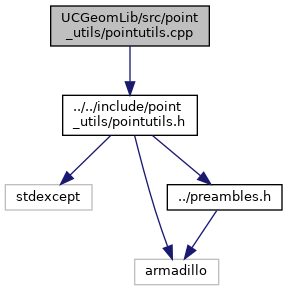 UCGeomLib/src/point
_utils/pointutils.cpp
../../include/point
_utils/pointutils.h
stdexcept
../preambles.h
armadillo